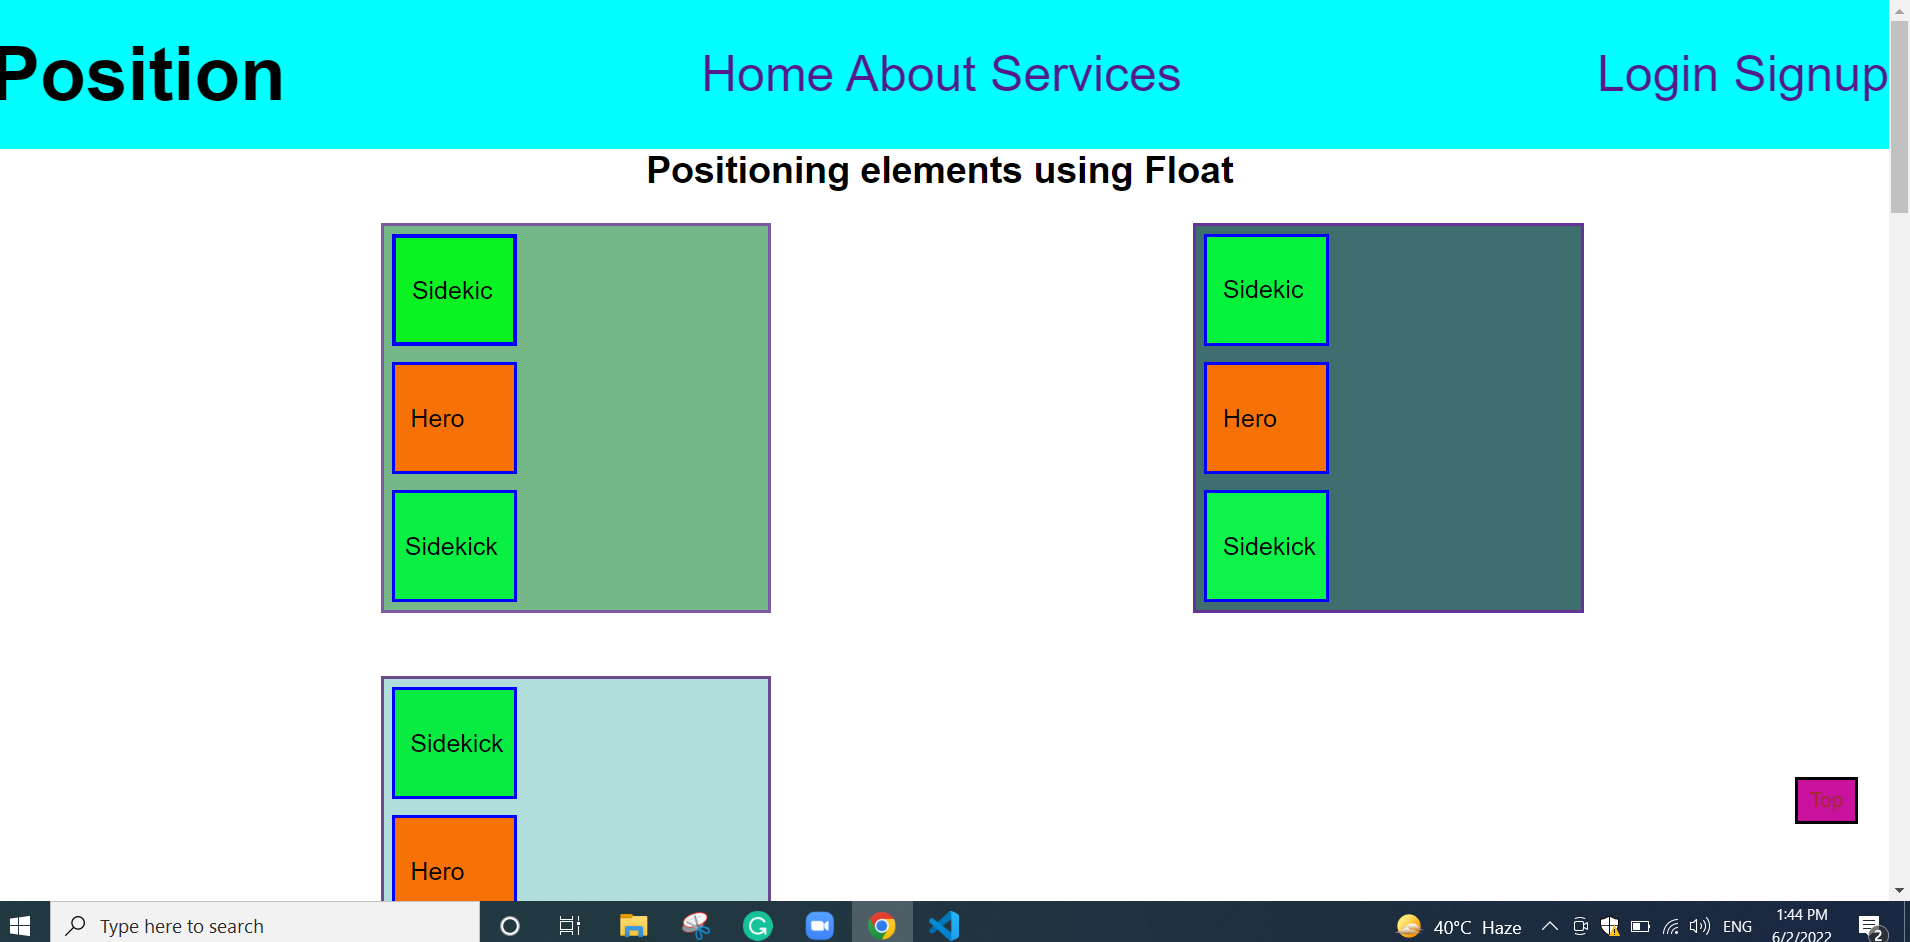 Position
Home About Services
Login Signup
Positioning elements using Float
Sidekic
Hero
Sidekick
Sidekic
Hero
Sidekick
Sidekick
Hero
Top
Type here to search
40°C Haze
ENG
1:44 PM
6/2/2022
2